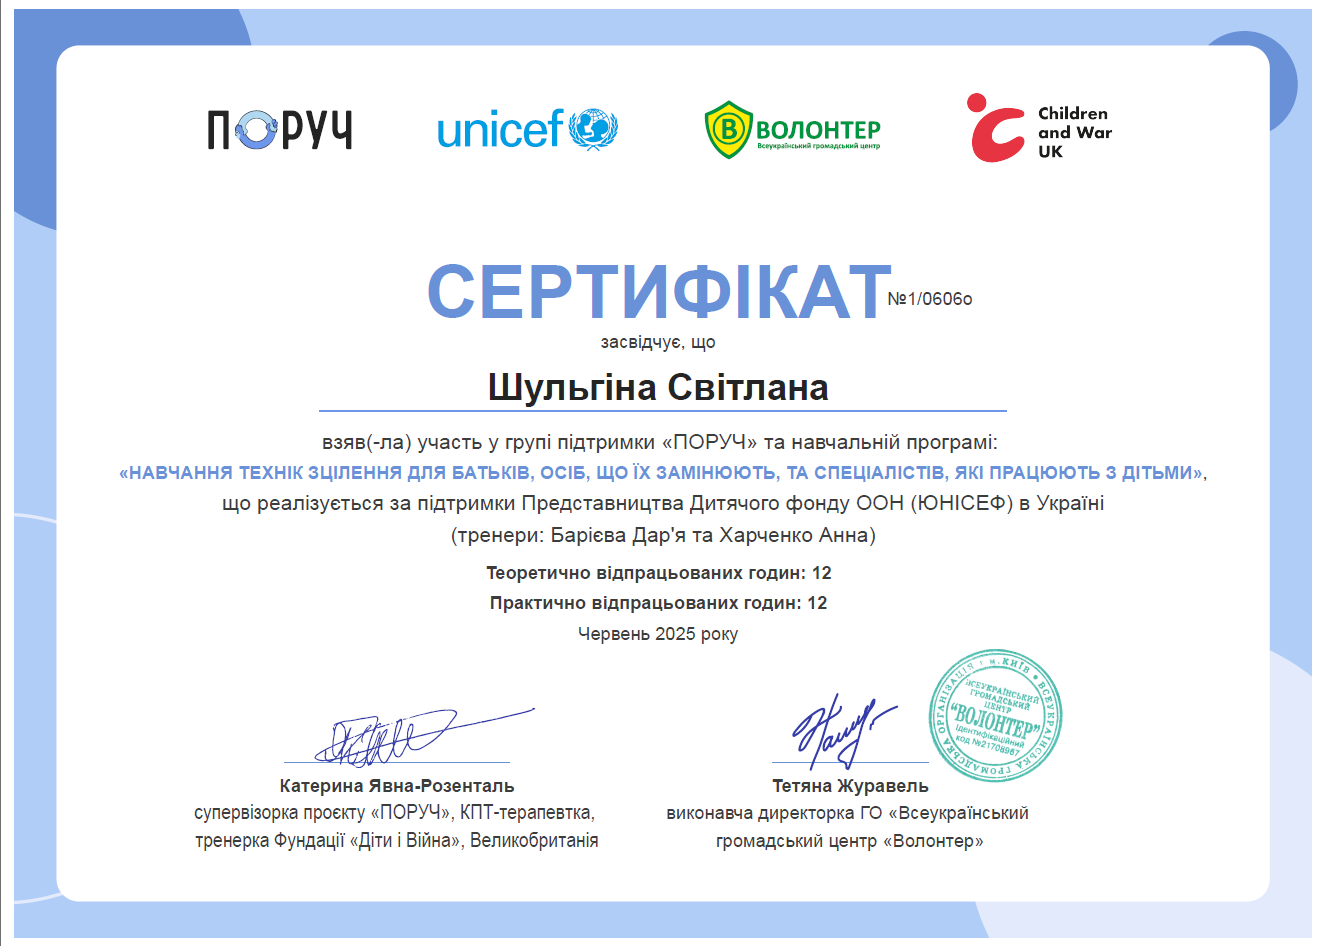 ПОРУЧ
unicef
ВОЛОНТЕР
Всеукраїнський громадський центр
Children
and War
UK
СЕРТИФІКАТ №1/0606о
засвідчує, що
Шульгіна Світлана
взяв(-ла) участь у групі підтримки «ПОРУЧ» та навчальній програмі:
«НАВЧАННЯ ТЕХНІК ЗЦІЛЕННЯ ДЛЯ БАТЬКІВ, ОСІБ, ЩО ЇХ ЗАМІНЮЮТЬ, ТА СПЕЦІАЛІСТІВ, ЯКІ ПРАЦЮЮТЬ З ДІТЬМИ»,
що реалізується за підтримки Представництва Дитячого фонду ООН (ЮНІСЕФ) в Україні
(тренери: Барієва Дар'я та Харченко Анна)
Теоретично відпрацьованих годин: 12
Практично відпрацьованих годин: 12
Червень 2025 року
Катерина Явна-Розенталь
супервізорка проєкту «ПОРУЧ», КПТ-терапевтка,
тренерка Фундації «Діти і Війна», Великобританія
Тетяна Журавель
виконавча директорка ГО «Всеукраїнський
громадський центр «Волонтер»
м. КИЇВ ВСЕУКРАЇНСЬКА ГРОМАДСЬКА ОРГАНІЗАЦІЯ
ВСЕУКРАЇНСЬКИЙ
ГРОМАДСЬКИЙ
ЦЕНТР
"ВОЛОНТЕР"
ідентифікаційний
код №21708967